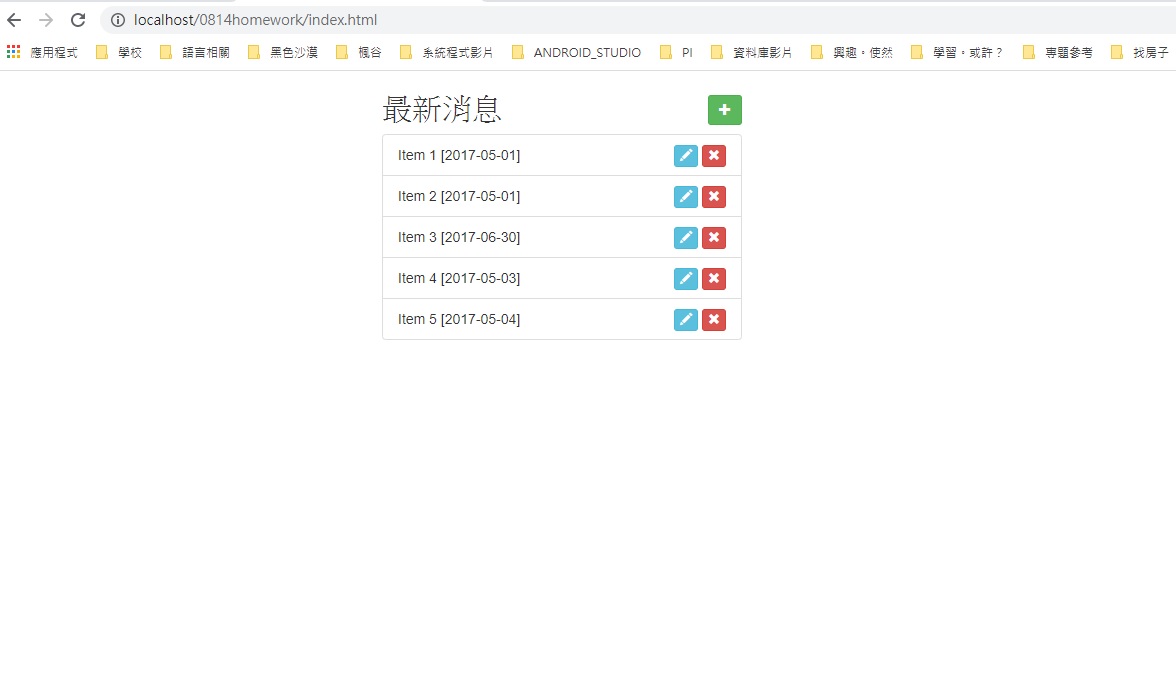 localhost/0814homework/index.html
應用程式 學校 語言相關 黑色沙漠 楓谷 系統程式影片 ANDROID_STUDIO PI 資料庫影片 興趣。使然 學習。或許？ 專題參考 找房子
最新消息
Item 1 [2017-05-01]
Item 2 [2017-05-01]
Item 3 [2017-06-30]
Item 4 [2017-05-03]
Item 5 [2017-05-04]